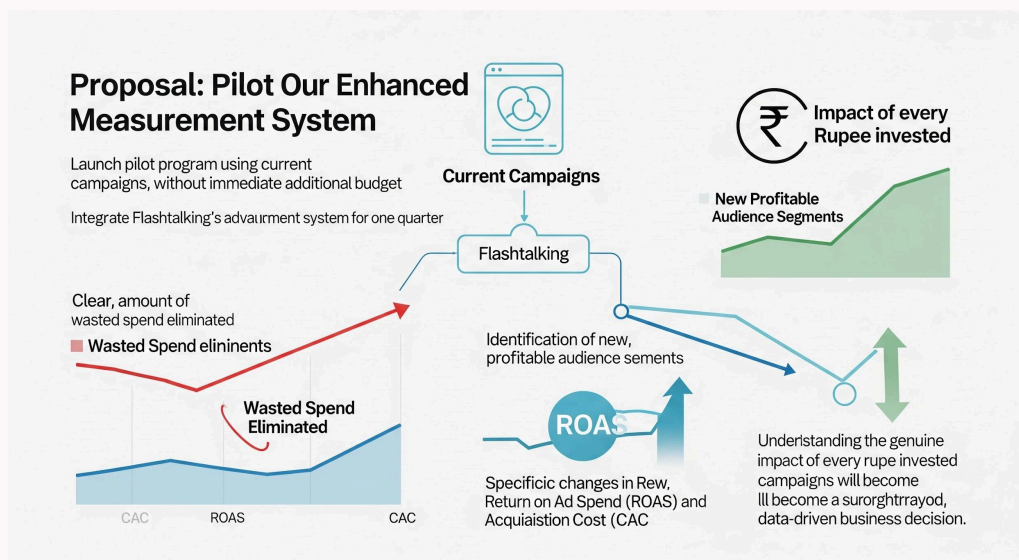 Proposal: Pilot Our Enhanced
Measurement System
Launch pilot program using current
campaigns, without immediate additional budget
Integrate Flashtalking's advaurment system for one quarter
Current Campaigns
Flashtalking
₹
Impact of every
Rupee invested
New Profitable
Audience Segments
Clear, amount of
wasted spend eliminated
Wasted Spend elininents
Wasted Spend
Eliminated
CAC
ROAS
CAC
Identification of new,
profitable audience sements
ROAS
Specificic changes in Rew,
Return on Ad Spend (ROAS) and
Acquiaistion Cost (CAC
Underlstanding the genuine
impact of every rupe invested
campaigns will become
lll become a surorghtrrayod,
data-driven business decision.